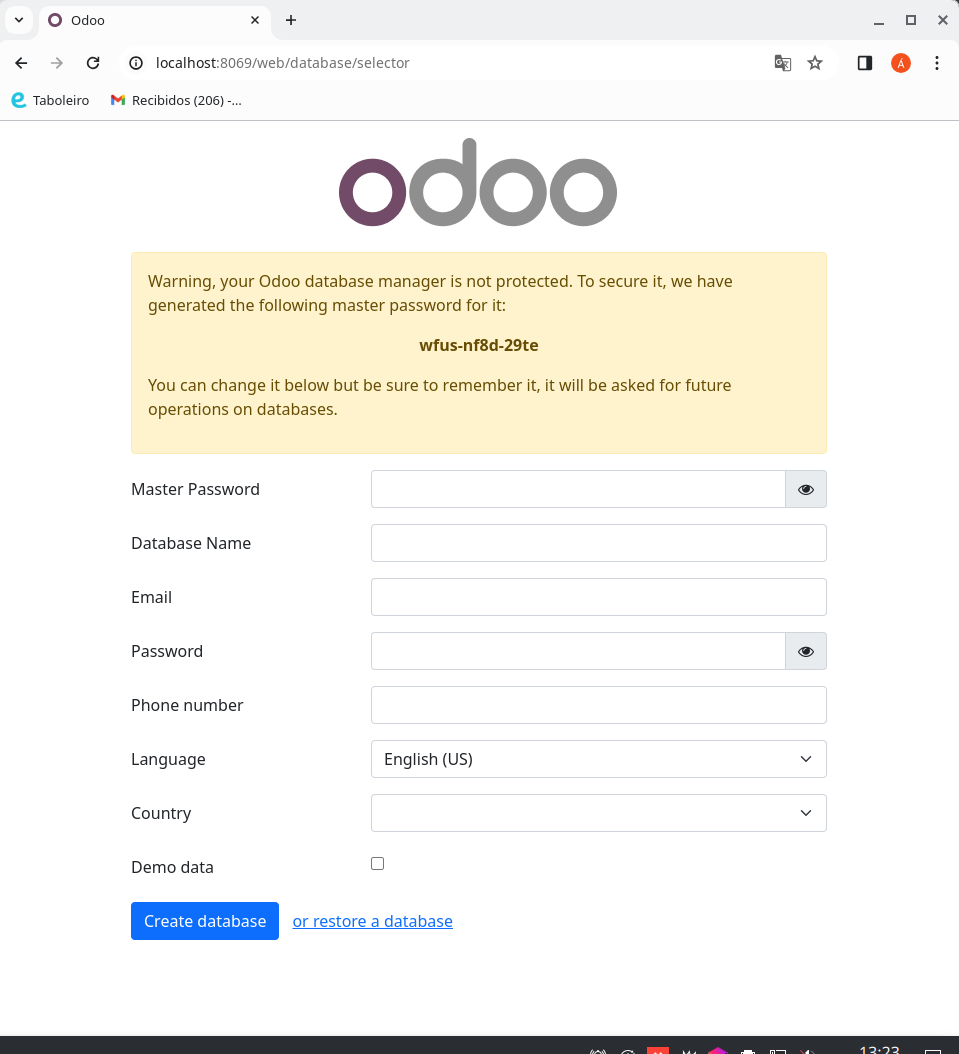 Odoo
localhost:8069/web/database/selector
Á
Taboleiro
Recibidos (206) -...
odoo
Warning, your Odoo database manager is not protected. To secure it, we have
generated the following master password for it:
wfus-nf8d-29te
You can change it below but be sure to remember it, it will be asked for future
operations on databases.
Master Password
Database Name
Email
Password
Phone number
Language
English (US)
Country
Demo data
Create database
or restore a database
13:23